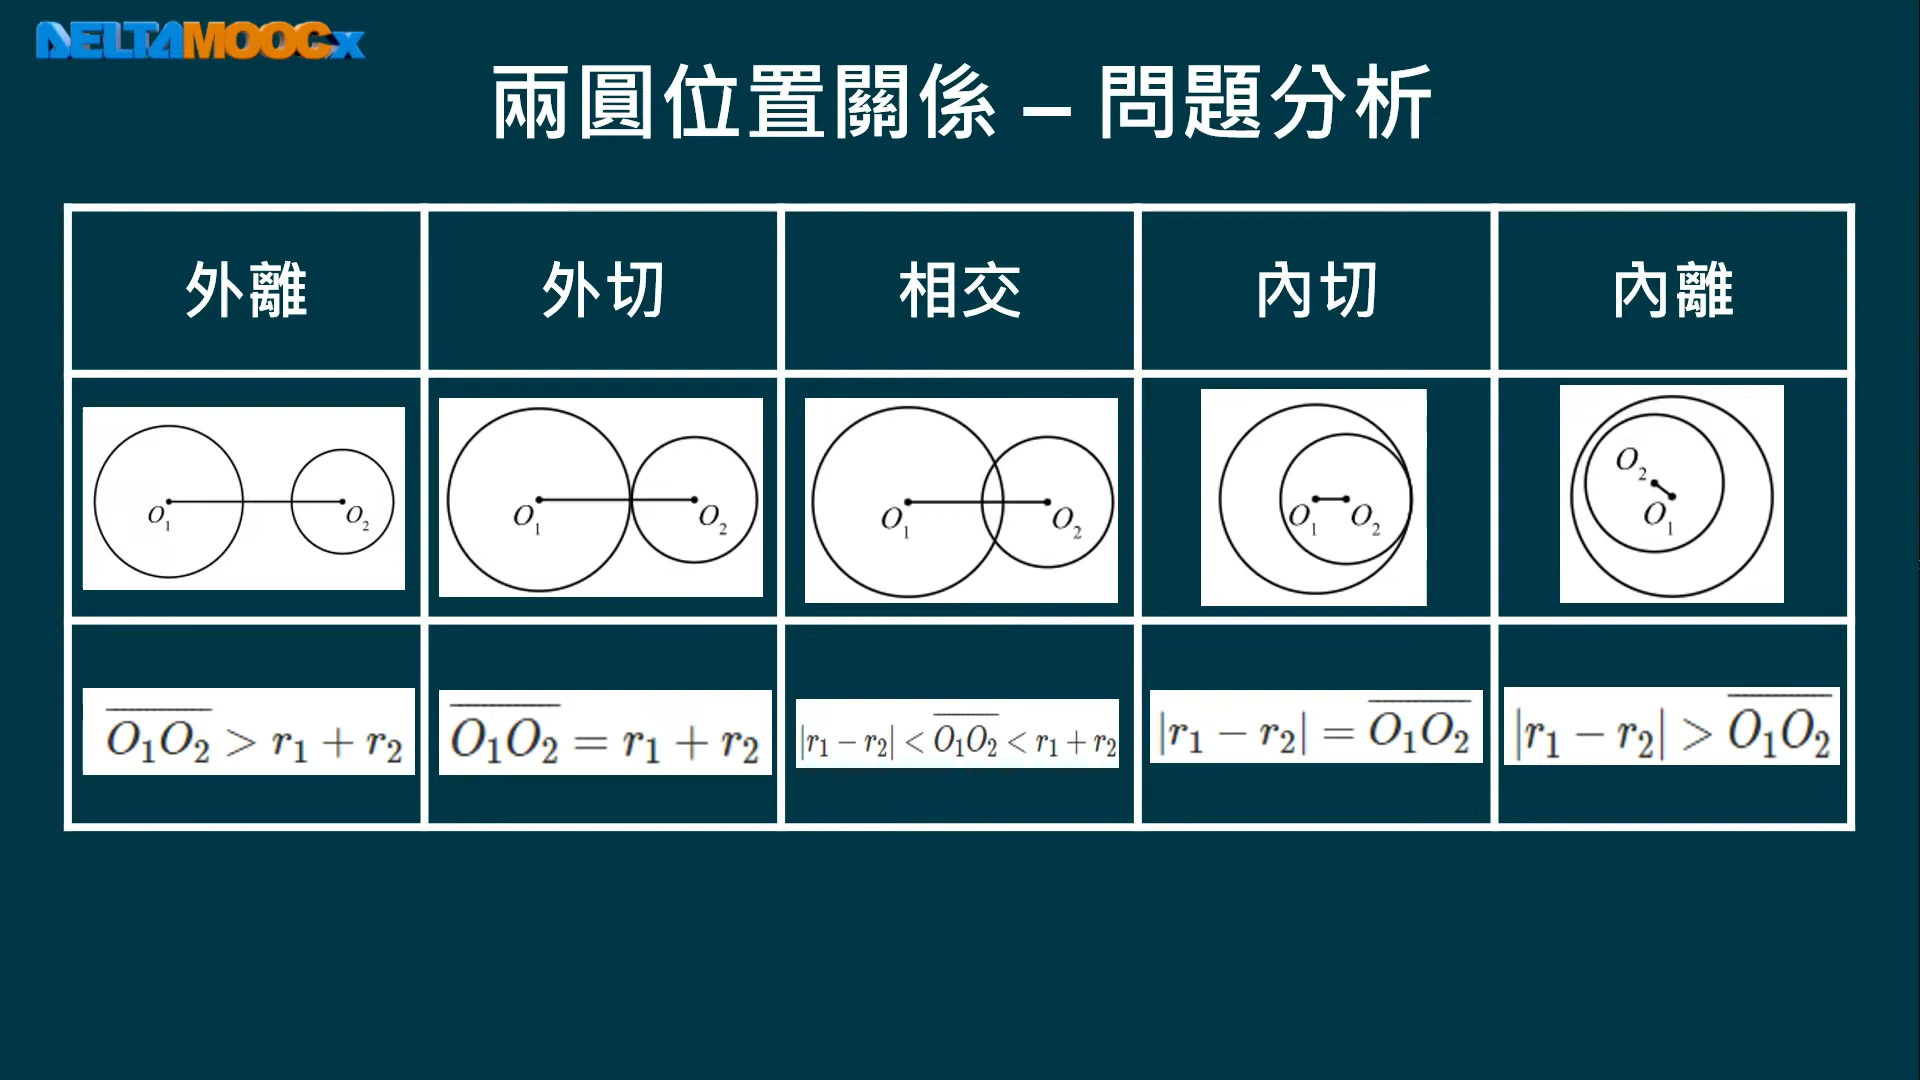 DELTAMOOCx
兩圓位置關係 – 問題分析
外離 外切 相交 內切 內離
O₁ O₂ O₁ O₂ O₁ O₂ O₁ O₂ O₂ O₁
O₁O₂ > r₁ + r₂
O₁O₂ = r₁ + r₂
|r₁ − r₂| < O₁O₂ < r₁ + r₂
|r₁ − r₂| = O₁O₂
|r₁ − r₂| > O₁O₂